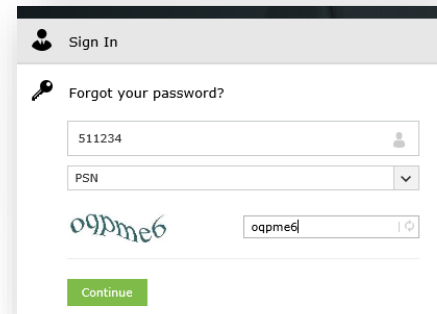 Sign In
Forgot your password?
511234
PSN
oqpme6 oqpme6
Continue